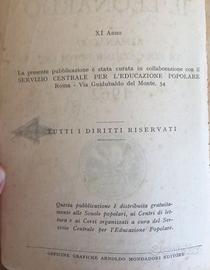 XI Anno
La presente pubblicazione è stata curata in collaborazione con il
SERVIZIO CENTRALE PER L'EDUCAZIONE POPOLARE
Roma - Via Guidubaldo del Monte, 54
TUTTI I DIRITTI RISERVATI
Questa pubblicazione è distribuita gratuita-
mente alle Scuole popolari, ai Centri di let-
tura e ai Corsi organizzati a cura del Ser-
vizio Centrale per l'Educazione Popolare.
OFFICINE GRAFICHE ARNOLDO MONDADORI EDITORE